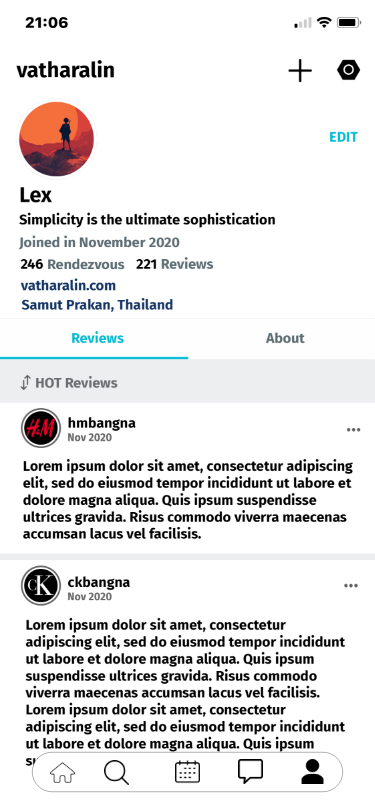 21:06
vatharalin
EDIT
Lex
Simplicity is the ultimate sophistication
Joined in November 2020
246 Rendezvous 221 Reviews
vatharalin.com
Samut Prakan, Thailand
Reviews About
HOT Reviews
H&M
hmbangna
Nov 2020
Lorem ipsum dolor sit amet, consectetur adipiscing
elit, sed do eiusmod tempor incididunt ut labore et
dolore magna aliqua. Quis ipsum suspendisse
ultrices gravida. Risus commodo viverra maecenas
accumsan lacus vel facilisis.
cK
ckbangna
Nov 2020
Lorem ipsum dolor sit amet, consectetur
adipiscing elit, sed do eiusmod tempor incididunt
ut labore et dolore magna aliqua. Quis ipsum
suspendisse ultrices gravida. Risus commodo
viverra maecenas accumsan lacus vel facilisis.
Lorem ipsum dolor sit amet, consectetur
adipiscing elit, sed do eiusmod tempor incididunt
ut labore et dolore magna aliqua. Quis ipsum